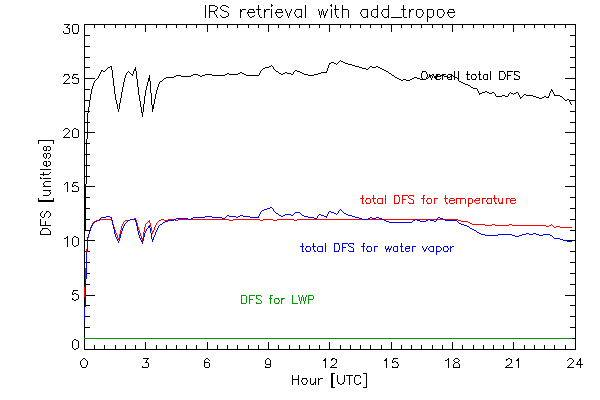 IRS retrieval with add_tropoe
30
25
20
15
10
5
0
DFS [unitless]
Overall total DFS
total DFS for temperature
total DFS for water vapor
DFS for LWP
0 3 6 9 12 15 18 21 24
Hour [UTC]